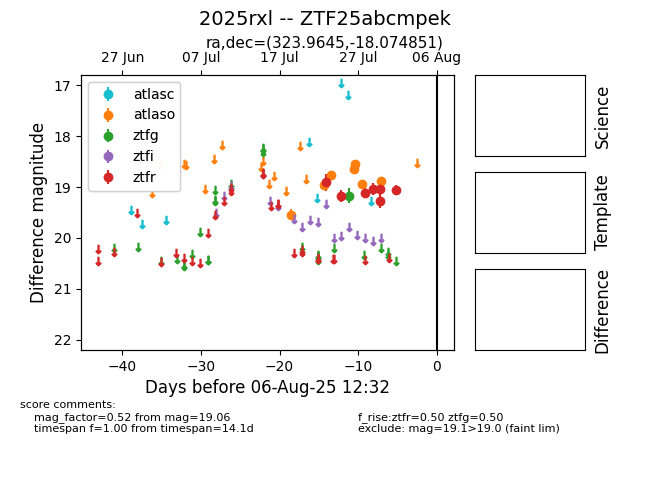 2025rxl -- ZTF25abcmpek
ra,dec=(323.9645,-18.074851)
27 Jun 07 Jul 17 Jul 27 Jul 06 Aug
17
18
19
20
21
22
Difference magnitude
atlasc
atlaso
ztfg
ztfi
ztfr
−40 −30 −20 −10 0
Days before 06-Aug-25 12:32
Science
Template
Difference
score comments:
mag_factor=0.52 from mag=19.06
timespan f=1.00 from timespan=14.1d
f_rise:ztfr=0.50 ztfg=0.50
exclude: mag=19.1>19.0 (faint lim)